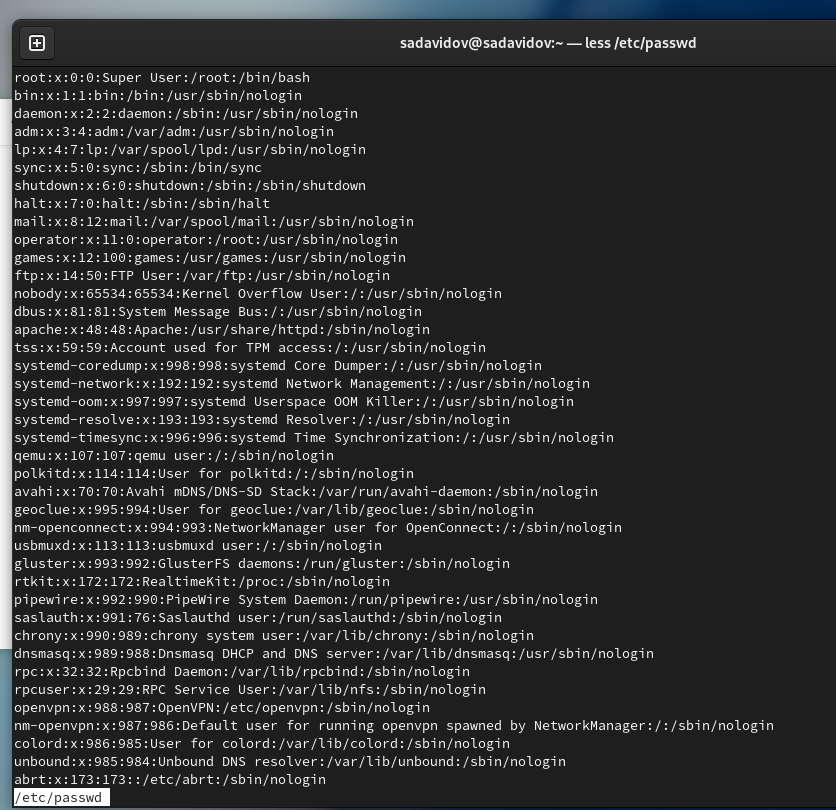 sadavidov@sadavidov:~ — less /etc/passwd
root:x:0:0:Super User:/root:/bin/bash
bin:x:1:1:bin:/bin:/usr/sbin/nologin
daemon:x:2:2:daemon:/sbin:/usr/sbin/nologin
adm:x:3:4:adm:/var/adm:/usr/sbin/nologin
lp:x:4:7:lp:/var/spool/lpd:/usr/sbin/nologin
sync:x:5:0:sync:/sbin:/bin/sync
shutdown:x:6:0:shutdown:/sbin:/sbin/shutdown
halt:x:7:0:halt:/sbin:/sbin/halt
mail:x:8:12:mail:/var/spool/mail:/usr/sbin/nologin
operator:x:11:0:operator:/root:/usr/sbin/nologin
games:x:12:100:games:/usr/games:/usr/sbin/nologin
ftp:x:14:50:FTP User:/var/ftp:/usr/sbin/nologin
nobody:x:65534:65534:Kernel Overflow User:/:/usr/sbin/nologin
dbus:x:81:81:System Message Bus:/:/usr/sbin/nologin
apache:x:48:48:Apache:/usr/share/httpd:/sbin/nologin
tss:x:59:59:Account used for TPM access:/:/usr/sbin/nologin
systemd-coredump:x:998:998:systemd Core Dumper:/:/usr/sbin/nologin
systemd-network:x:192:192:systemd Network Management:/:/usr/sbin/nologin
systemd-oom:x:997:997:systemd Userspace OOM Killer:/:/usr/sbin/nologin
systemd-resolve:x:193:193:systemd Resolver:/:/usr/sbin/nologin
systemd-timesync:x:996:996:systemd Time Synchronization:/:/usr/sbin/nologin
qemu:x:107:107:qemu user:/:/sbin/nologin
polkitd:x:114:114:User for polkitd:/:/sbin/nologin
avahi:x:70:70:Avahi mDNS/DNS-SD Stack:/var/run/avahi-daemon:/sbin/nologin
geoclue:x:995:994:User for geoclue:/var/lib/geoclue:/sbin/nologin
nm-openconnect:x:994:993:NetworkManager user for OpenConnect:/:/sbin/nologin
usbmuxd:x:113:113:usbmuxd user:/:/sbin/nologin
gluster:x:993:992:GlusterFS daemons:/run/gluster:/sbin/nologin
rtkit:x:172:172:RealtimeKit:/proc:/sbin/nologin
pipewire:x:992:990:PipeWire System Daemon:/run/pipewire:/usr/sbin/nologin
saslauth:x:991:76:Saslauthd user:/run/saslauthd:/sbin/nologin
chrony:x:990:989:chrony system user:/var/lib/chrony:/sbin/nologin
dnsmasq:x:989:988:Dnsmasq DHCP and DNS server:/var/lib/dnsmasq:/usr/sbin/nologin
rpc:x:32:32:Rpcbind Daemon:/var/lib/rpcbind:/sbin/nologin
rpcuser:x:29:29:RPC Service User:/var/lib/nfs:/sbin/nologin
openvpn:x:988:987:OpenVPN:/etc/openvpn:/sbin/nologin
nm-openvpn:x:987:986:Default user for running openvpn spawned by NetworkManager:/:/sbin/nologin
colord:x:986:985:User for colord:/var/lib/colord:/sbin/nologin
unbound:x:985:984:Unbound DNS resolver:/var/lib/unbound:/sbin/nologin
abrt:x:173:173::/etc/abrt:/sbin/nologin
/etc/passwd